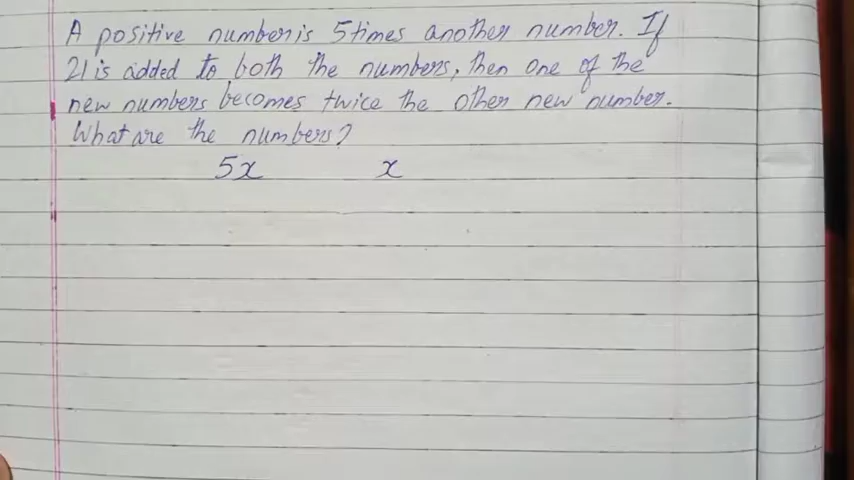 A positive number is 5 times another number. If
21 is added to both the numbers, then one of the
new numbers becomes twice the other new number.
What are the numbers?
5x x